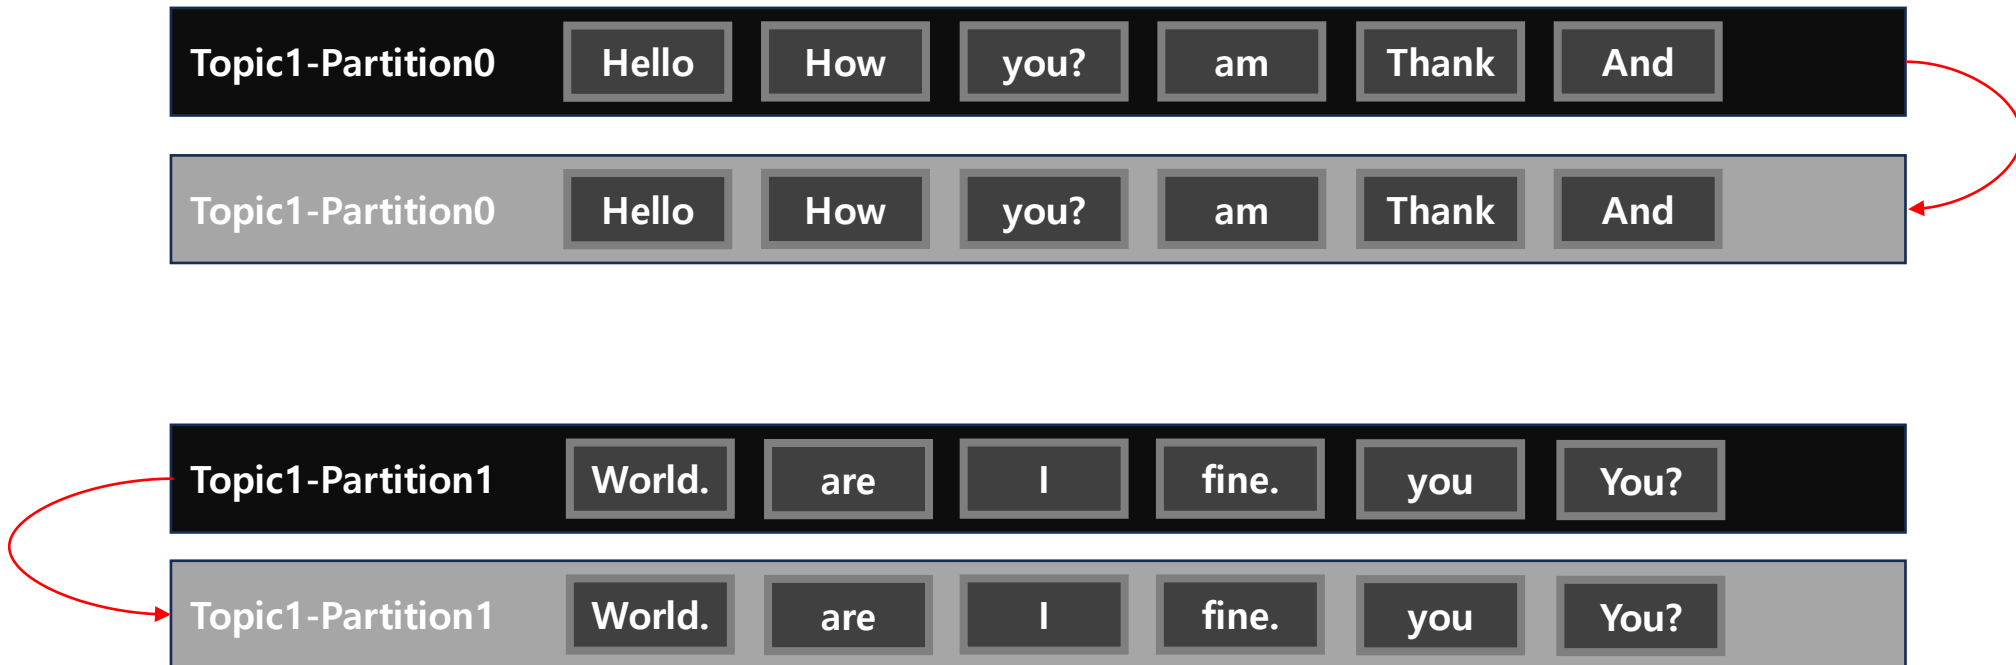 Topic1-Partition0 Hello How you? am Thank And
Topic1-Partition0 Hello How you? am Thank And
Topic1-Partition1 World. are I fine. you You?
Topic1-Partition1 World. are I fine. you You?